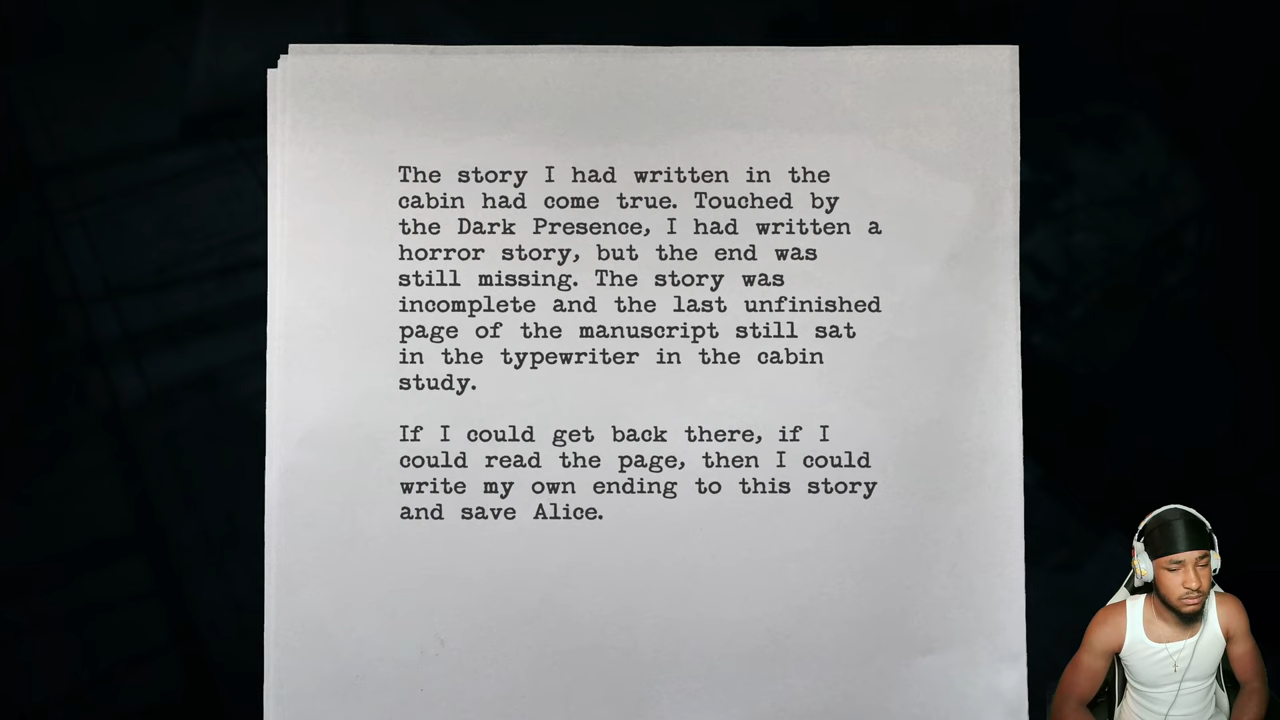 The story I had written in the
cabin had come true. Touched by
the Dark Presence, I had written a
horror story, but the end was
still missing. The story was
incomplete and the last unfinished
page of the manuscript still sat
in the typewriter in the cabin
study.
If I could get back there, if I
could read the page, then I could
write my own ending to this story
and save Alice.